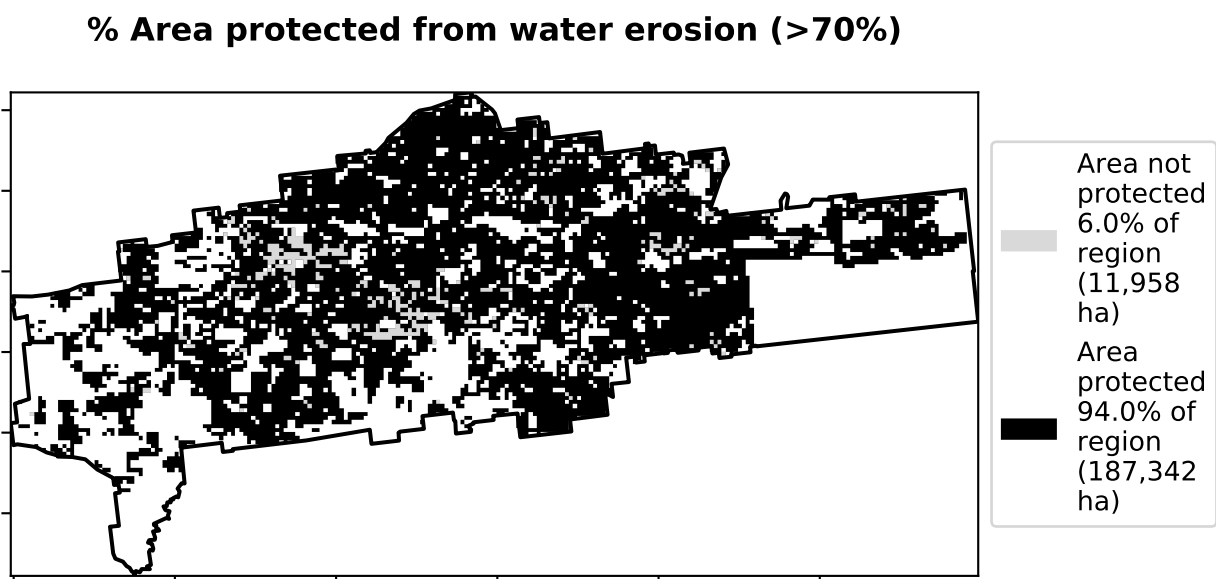 % Area protected from water erosion (>70%)
Area not
protected
6.0% of
region
(11,958
ha)
Area
protected
94.0% of
region
(187,342
ha)